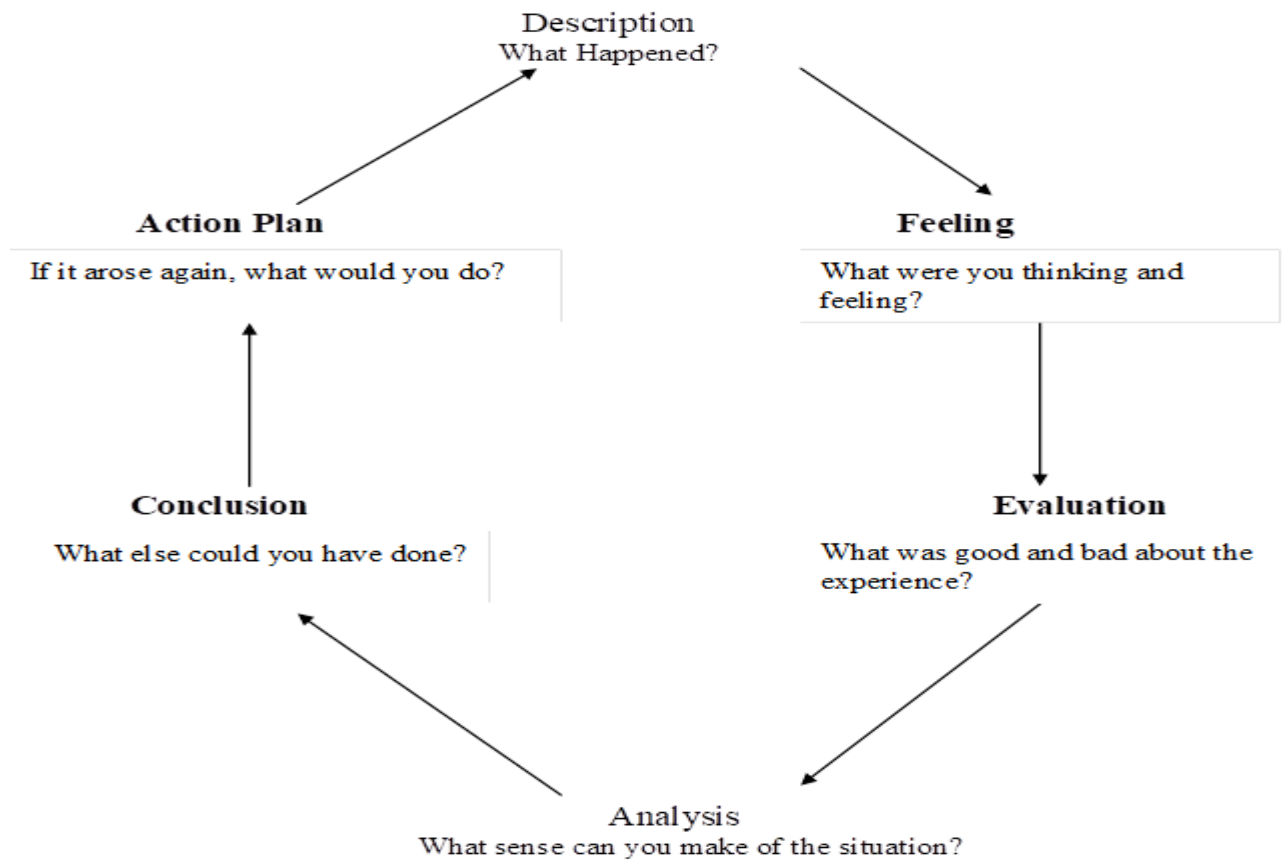 Description
What Happened?
Action Plan
If it arose again, what would you do?
Feeling
What were you thinking and
feeling?
Conclusion
What else could you have done?
Evaluation
What was good and bad about the
experience?
Analysis
What sense can you make of the situation?